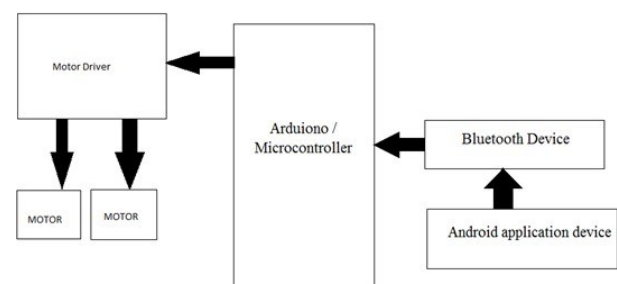 Motor Driver
Arduiono /
Microcontroller
Bluetooth Device
MOTOR
MOTOR
Android application device